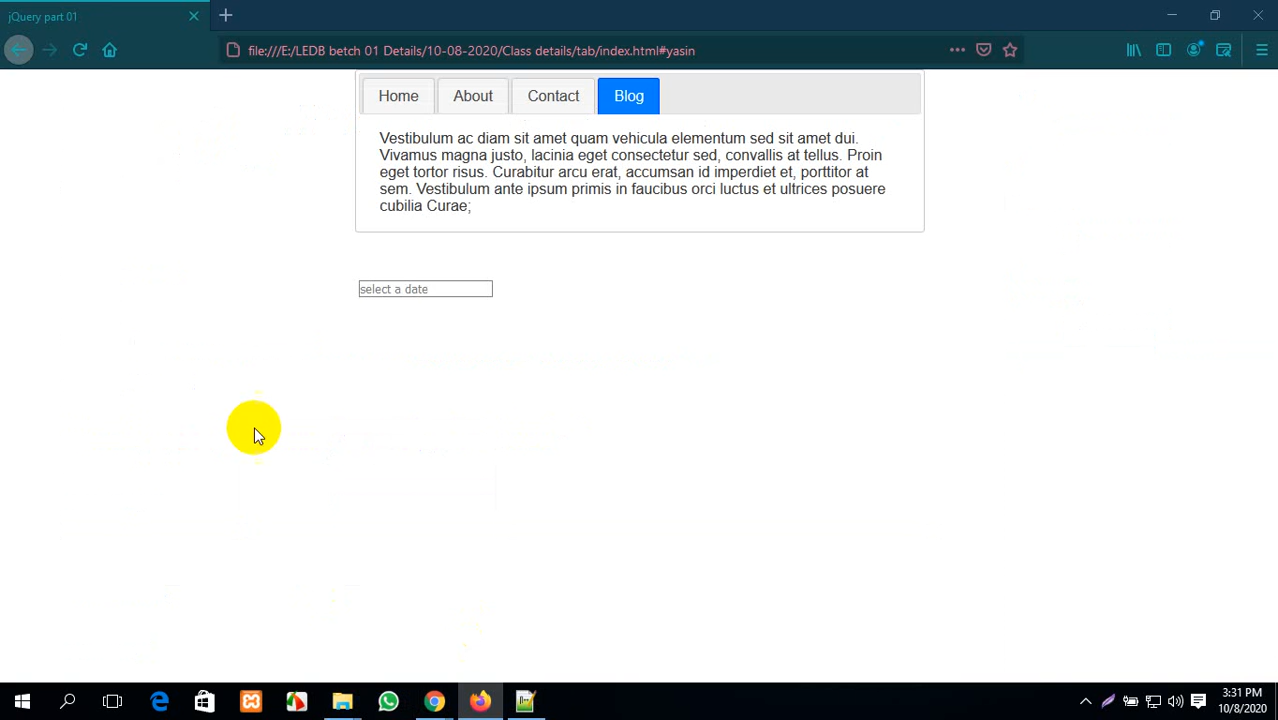 jQuery part 01
file:///E:/LEDB betch 01 Details/10-08-2020/Class details/tab/index.html#yasin
Home About Contact Blog
Vestibulum ac diam sit amet quam vehicula elementum sed sit amet dui.
Vivamus magna justo, lacinia eget consectetur sed, convallis at tellus. Proin
eget tortor risus. Curabitur arcu erat, accumsan id imperdiet et, porttitor at
sem. Vestibulum ante ipsum primis in faucibus orci luctus et ultrices posuere
cubilia Curae;
select a date
3:31 PM
10/8/2020